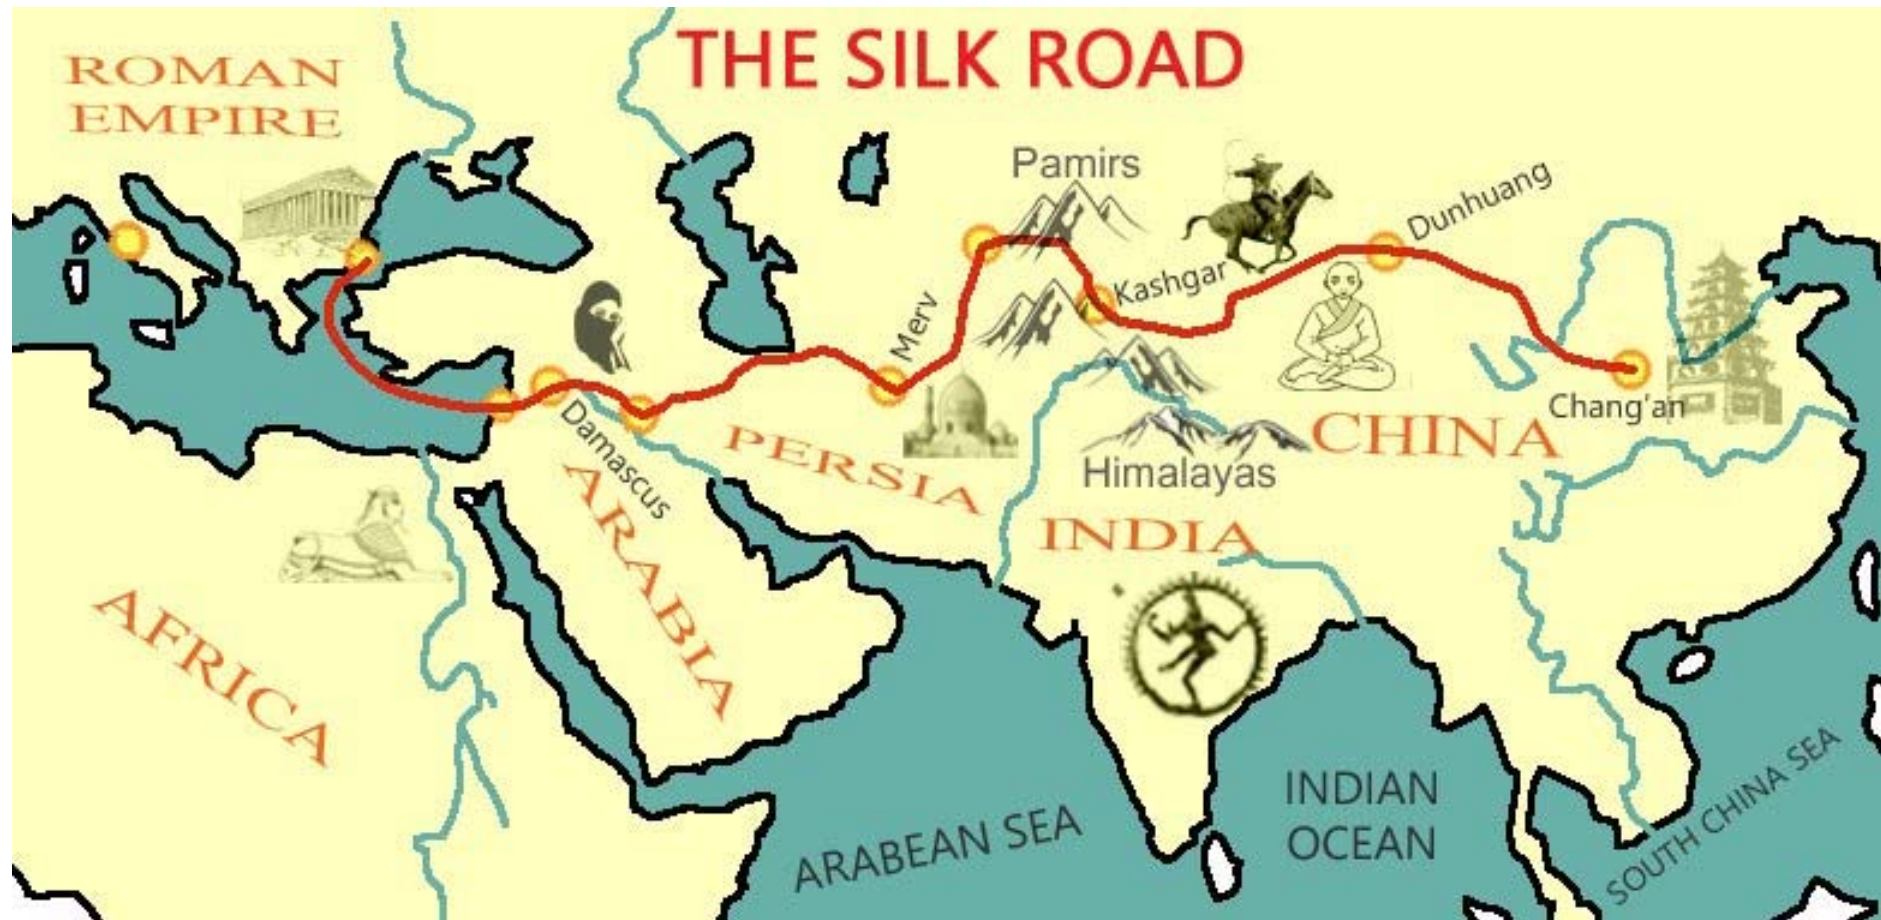 THE SILK ROAD
ROMAN
EMPIRE
Pamirs
Dunhuang
Kashgar
Merv
Chang'an
Damascus
CHINA
PERSIA
Himalayas
ARABIA
INDIA
AFRICA
INDIAN
OCEAN
ARABEAN SEA
SOUTH CHINA SEA